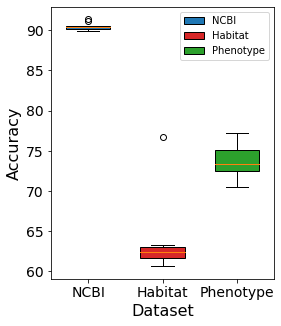 NCBI
Habitat
Phenotype
90
85
80
75
70
65
60
Accuracy
NCBI Habitat Phenotype
Dataset